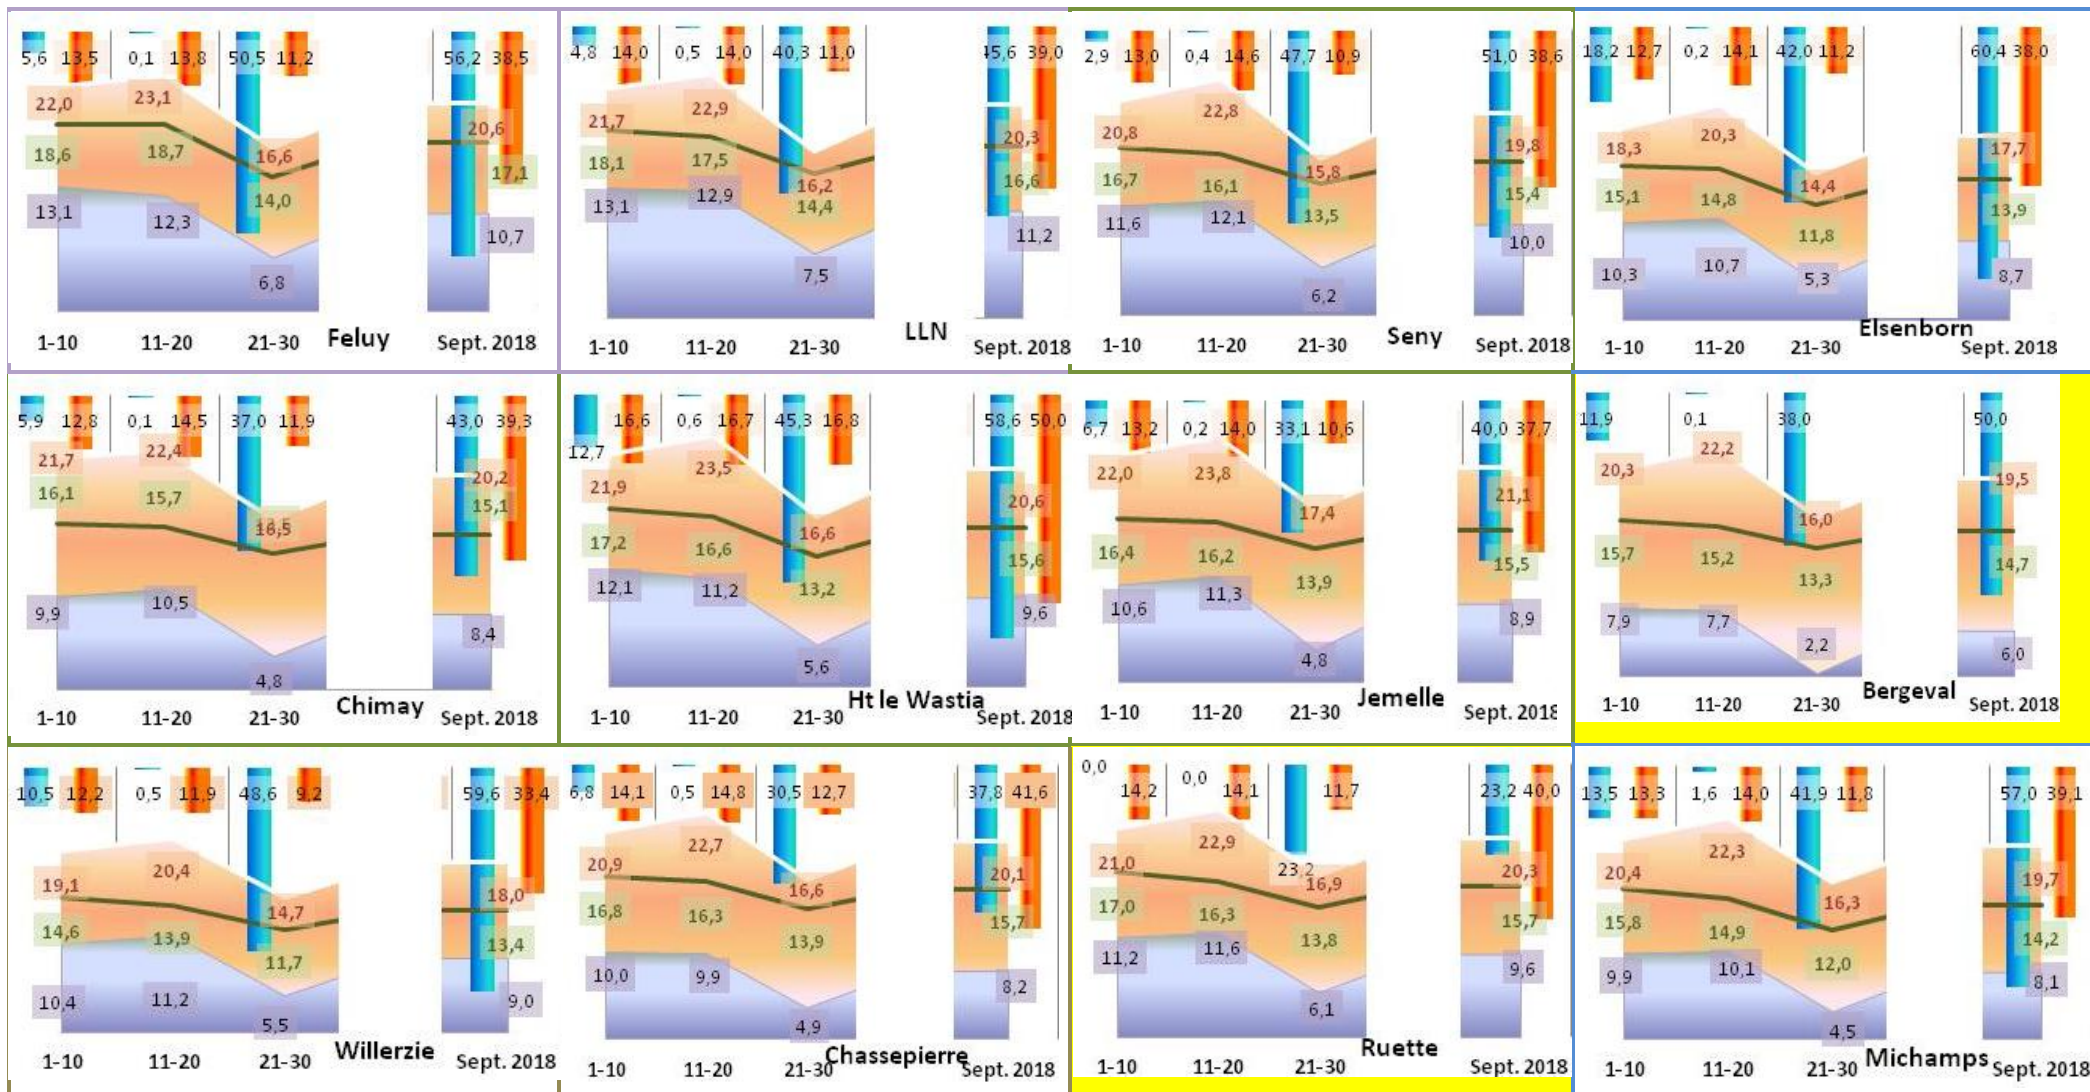 5,6 13,5 0,1 13,8 50,5 11,2 56,2 38,5
22,0 23,1 16,6 20,6
18,6 18,7 14,0 17,1
13,1 12,3 6,8 10,7
1-10 11-20 21-30 Feluy Sept. 2018
4,8 14,0 0,5 14,0 40,3 11,0 45,6 39,0
21,7 22,9 16,2 20,3
18,1 17,5 14,4 16,6
13,1 12,9 7,5 11,2
1-10 11-20 21-30 LLN Sept. 2018
2,9 13,0 0,4 14,6 47,7 10,9 51,0 38,6
20,8 22,8 15,8 19,8
16,7 16,1 13,5 15,4
11,6 12,1 6,2 10,0
1-10 11-20 21-30 Seny Sept. 2018
18,2 12,7 0,2 14,1 42,0 11,2 60,4 38,0
18,3 20,3 14,4 17,7
15,1 14,8 11,8 13,9
10,3 10,7 5,3 8,7
1-10 11-20 21-30 Elsenborn Sept. 2018
5,9 12,8 0,1 14,5 37,0 11,9 43,0 39,3
21,7 22,4 16,5 20,2
16,1 15,7 15,1
9,9 10,5 4,8 8,4
1-10 11-20 21-30 Chimay Sept. 2018
12,7 16,6 0,6 16,7 45,3 16,8 58,6 50,0
21,9 23,5 16,6 20,6
17,2 16,6 13,2 15,6
12,1 11,2 5,6 9,6
1-10 11-20 21-30 Ht le Wastia Sept. 2018
6,7 13,2 0,2 14,0 33,1 10,6 40,0 37,7
22,0 23,8 17,4 21,1
16,4 16,2 13,9 15,5
10,6 11,3 4,8 8,9
1-10 11-20 21-30 Jemelle Sept. 2018
11,9 0,1 38,0 50,0
20,3 22,2 16,0 19,5
15,7 15,2 13,3 14,7
7,9 7,7 2,2 6,0
1-10 11-20 21-30 Bergeval Sept. 2018
10,5 12,2 0,5 11,9 48,6 9,2 59,6 33,4
19,1 20,4 14,7 18,0
14,6 13,9 11,7 13,4
10,4 11,2 5,5 9,0
1-10 11-20 21-30 Willerzie Sept. 2018
6,8 14,1 0,5 14,8 30,5 12,7 37,8 41,6
20,9 22,7 16,6 20,1
16,8 16,3 13,9 15,7
10,0 9,9 4,9 8,2
1-10 11-20 21-30 Chassepierre Sept. 2018
0,0 14,2 0,0 14,1 23,2 11,7 23,2 40,0
21,0 22,9 16,9 20,3
17,0 16,3 13,8 15,7
11,2 11,6 6,1 9,6
1-10 11-20 21-30 Ruette Sept. 2018
13,5 13,3 1,6 14,0 41,9 11,8 57,0 39,1
20,4 22,3 16,3 19,7
15,8 14,9 12,0 14,2
9,9 10,1 4,5 8,1
1-10 11-20 21-30 Michamps Sept. 2018